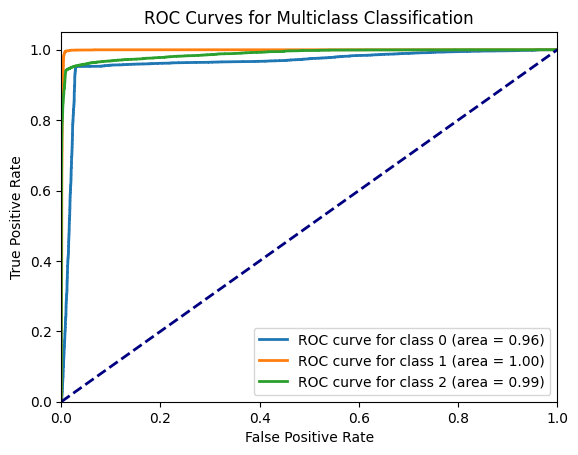 ROC Curves for Multiclass Classification
True Positive Rate
1.0
0.8
0.6
0.4
0.2
0.0
ROC curve for class 0 (area = 0.96)
ROC curve for class 1 (area = 1.00)
ROC curve for class 2 (area = 0.99)
0.0 0.2 0.4 0.6 0.8 1.0
False Positive Rate